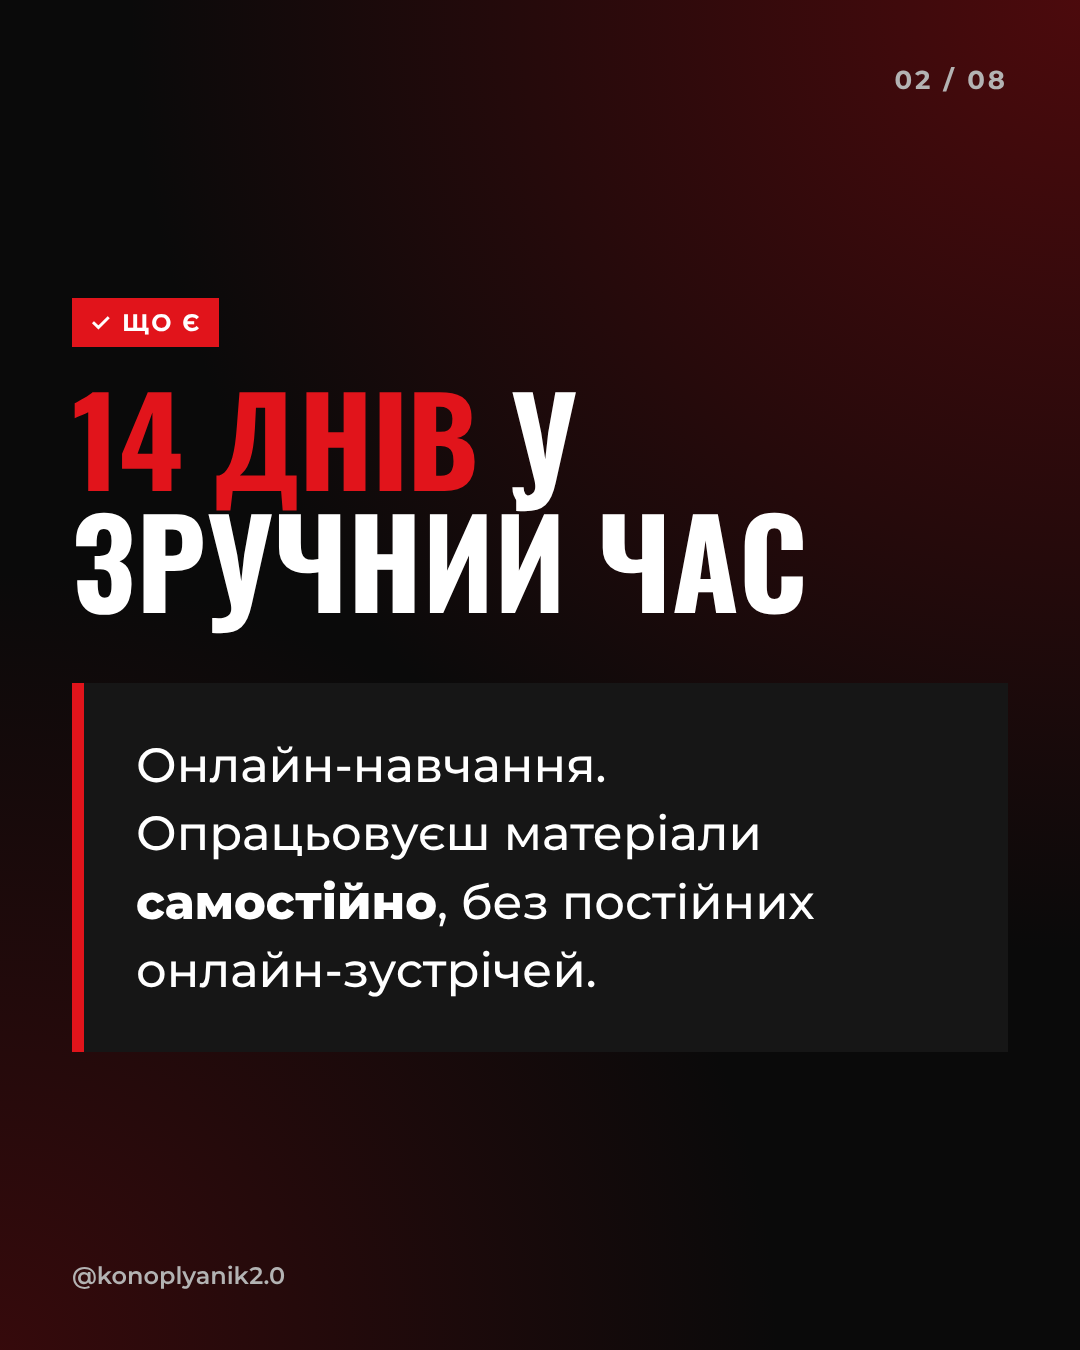 02 / 08
✓ ЩО Є
14 ДНІВ У
ЗРУЧНИЙ ЧАС
Онлайн-навчання.
Опрацьовуєш матеріали
самостійно, без постійних
онлайн-зустрічей.
@konoplyanik2.0